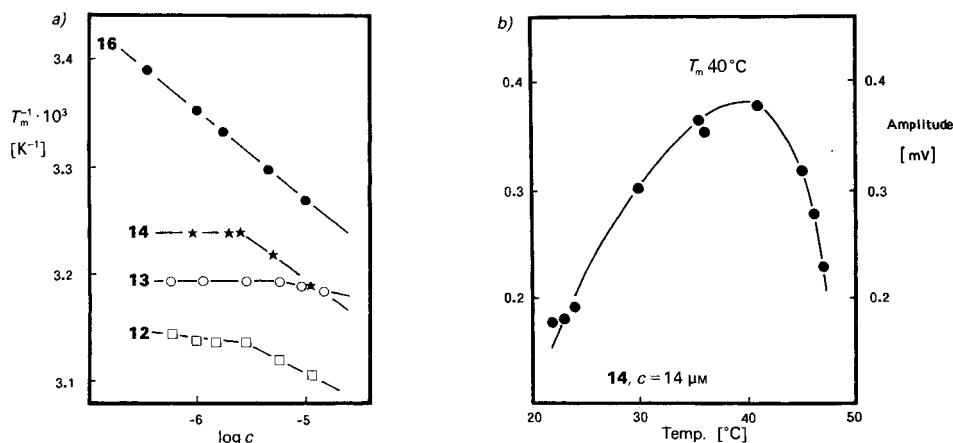 a)
16
3.4
T_m^-1 · 10^3
[K^-1]
3.3
14
3.2
13
12
3.1
-6
-5
log c
b)
T_m 40 °C
0.4
0.3
0.2
0.4
Amplitude
[mV]
0.3
0.2
14, c = 14 μM
20
30
40
50
Temp. [°C]